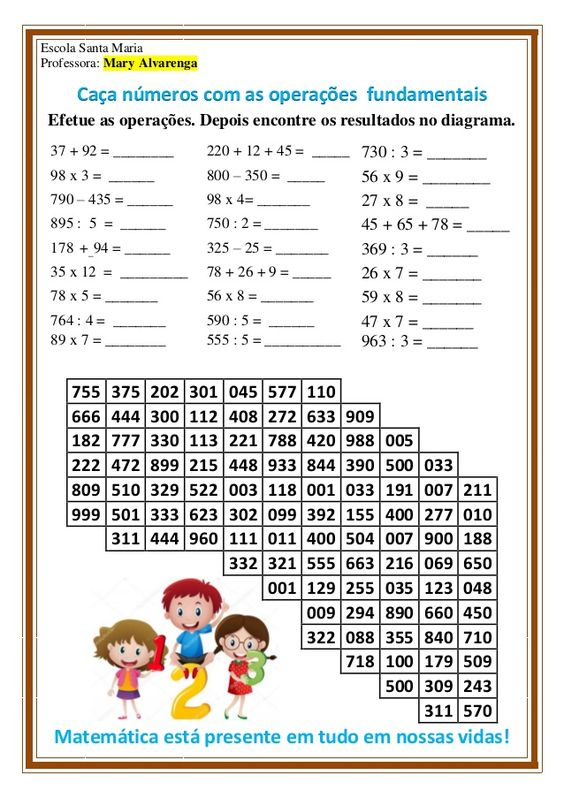 Escola Santa Maria
Professora: Mary Alvarenga
Caça números com as operações fundamentais
Efetue as operações. Depois encontre os resultados no diagrama.
37 + 92 = ________ 220 + 12 + 45 = _____ 730 : 3 = _______
98 x 3 = ______ 800 – 350 = _____ 56 x 9 = ________
790 – 435 = ______ 98 x 4= _______ 27 x 8 = _____
895 : 5 = ______ 750 : 2 = _______ 45 + 65 + 78 = _____
178 + 94 = ______ 325 – 25 = _______ 369 : 3 = ______
35 x 12 = _________ 78 + 26 + 9 = _____ 26 x 7 = _______
78 x 5 = _______ 56 x 8 = _______ 59 x 8 = _______
764 : 4 = _______ 590 : 5 = _______ 47 x 7 = _______
89 x 7 = ________ 555 : 5 = __________ 963 : 3 = ______
755 375 202 301 045 577 110
666 444 300 112 408 272 633 909
182 777 330 113 221 788 420 988 005
222 472 899 215 448 933 844 390 500 033
809 510 329 522 003 118 001 033 191 007 211
999 501 333 623 302 099 392 155 400 277 010
311 444 960 111 011 400 504 007 900 188
332 321 555 663 216 069 650
001 129 255 035 123 048
009 294 890 660 450
322 088 355 840 710
718 100 179 509
500 309 243
311 570
1
2
3
Matemática está presente em tudo em nossas vidas!